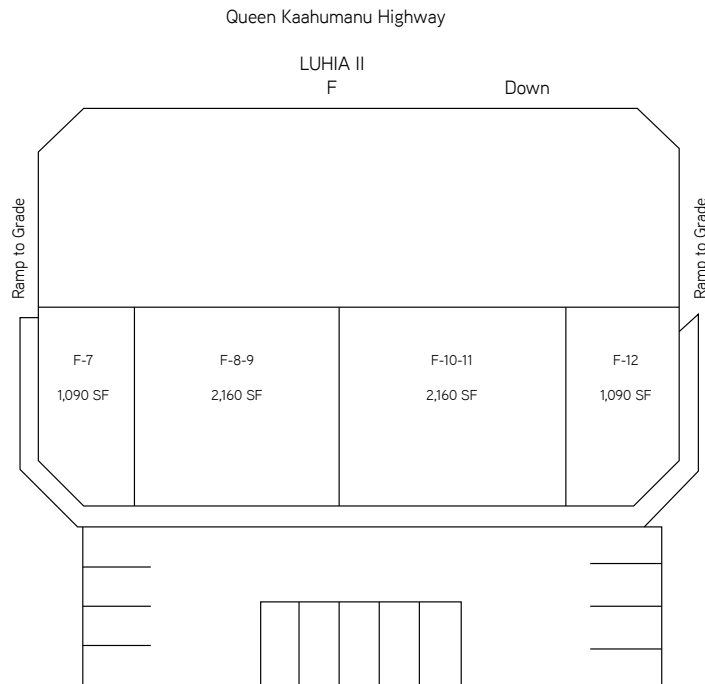 Queen Kaahumanu Highway
LUHIA II
F
Down
Ramp to Grade
Ramp to Grade
F-7
1,090 SF
F-8-9
2,160 SF
F-10-11
2,160 SF
F-12
1,090 SF